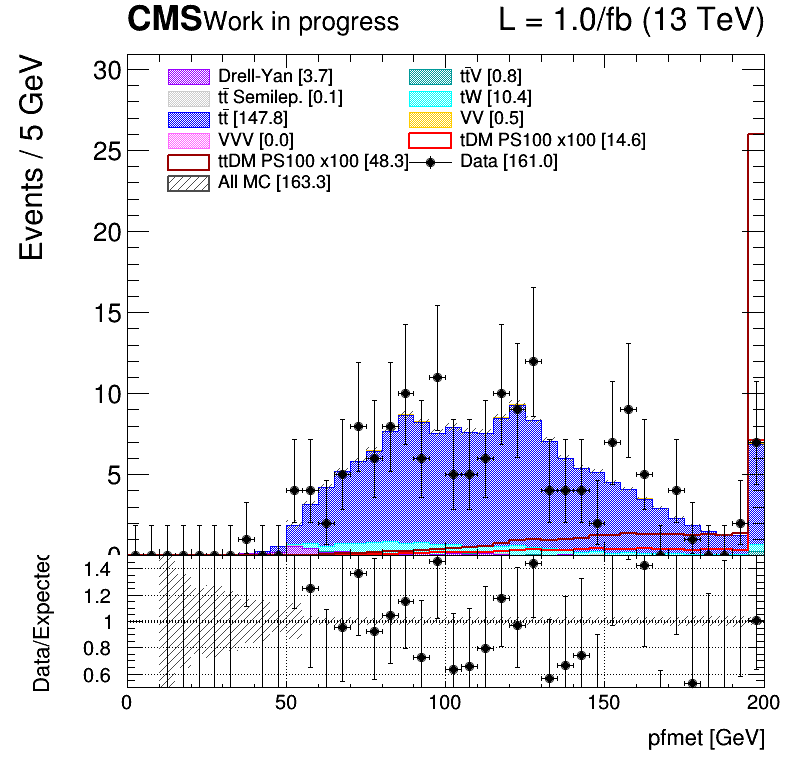 CMS Work in progress L = 1.0/fb (13 TeV)
Events / 5 GeV
30
25
20
15
10
5
0
Drell-Yan [3.7]
tt̄V [0.8]
tt̄ Semilep. [0.1]
tW [10.4]
tt̄ [147.8]
VV [0.5]
VVV [0.0]
tDM PS100 x100 [14.6]
ttDM PS100 x100 [48.3]
Data [161.0]
All MC [163.3]
Data/Expected
1.4
1.2
1
0.8
0.6
0 50 100 150 200
pfmet [GeV]